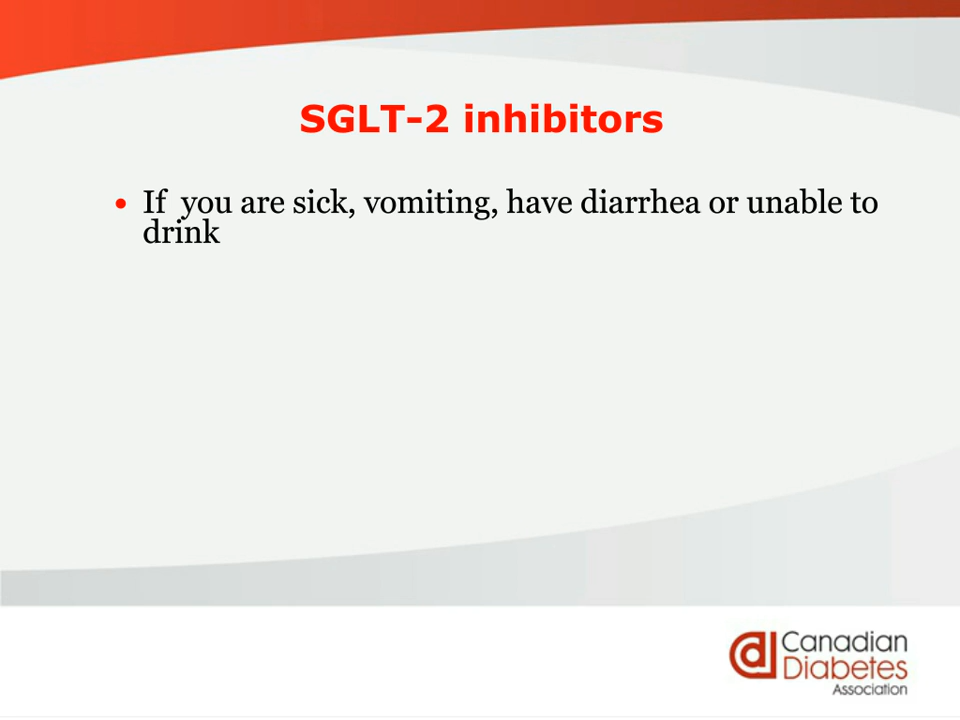 SGLT-2 inhibitors
• If you are sick, vomiting, have diarrhea or unable to
drink
Canadian
Diabetes
Association